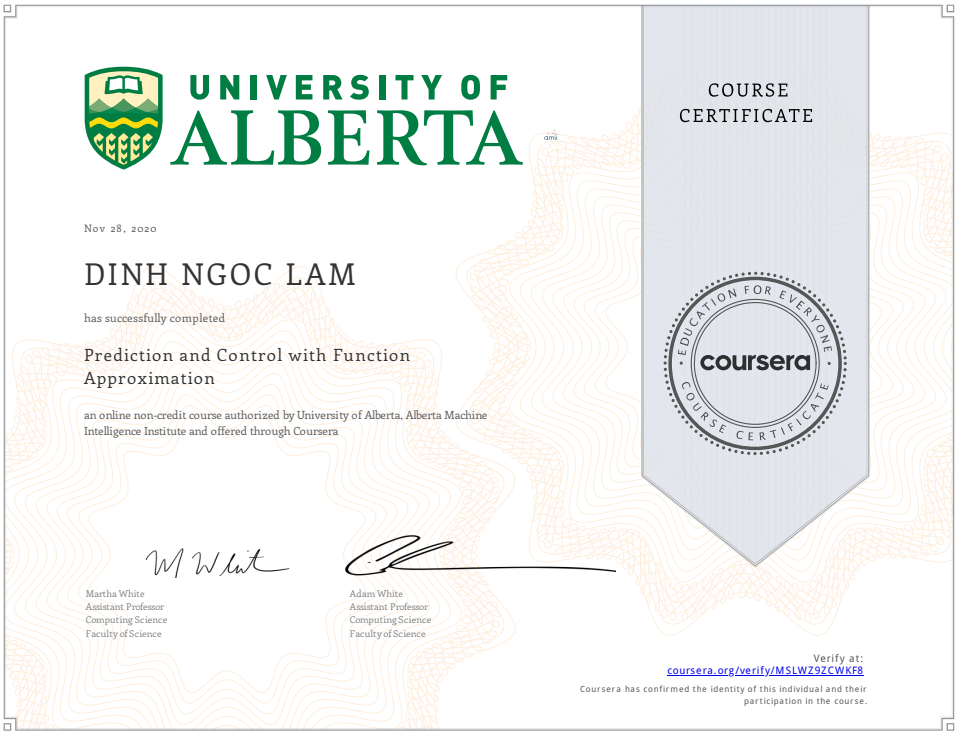 UNIVERSITY OF
ALBERTA
amii
COURSE
CERTIFICATE
Nov 28, 2020
DINH NGOC LAM
has successfully completed
Prediction and Control with Function
Approximation
an online non-credit course authorized by University of Alberta, Alberta Machine
Intelligence Institute and offered through Coursera
EDUCATION FOR EVERYONE
coursera
COURSE CERTIFICATE
M White
Martha White
Assistant Professor
Computing Science
Faculty of Science
Adam White
Assistant Professor
Computing Science
Faculty of Science
Verify at:
coursera.org/verify/MSLWZ9ZCWKF8
Coursera has confirmed the identity of this individual and their
participation in the course.